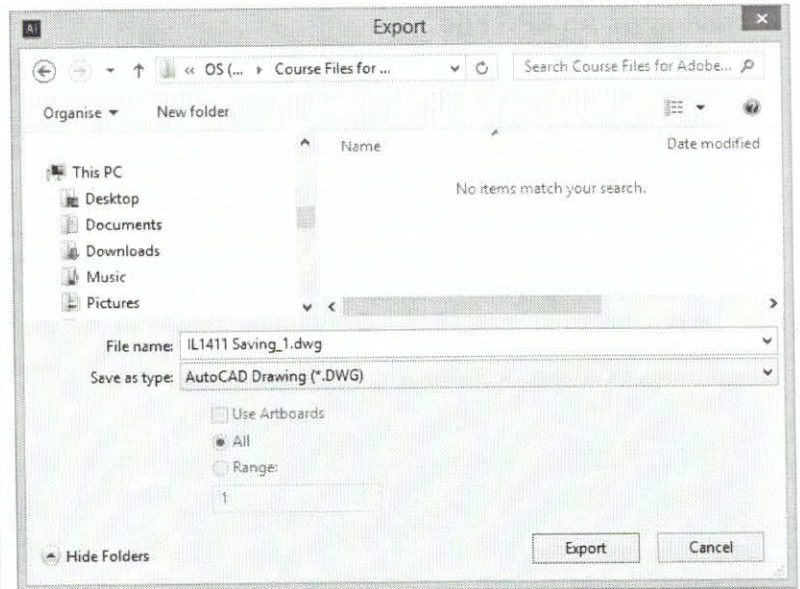 Ai Export ×
« OS (... ▸ Course Files for ... Search Course Files for Adobe...
Organise ▾ New folder ?
Name Date modified
This PC
No items match your search.
Desktop
Documents
Downloads
Music
Pictures
File name: IL1411 Saving_1.dwg
Save as type: AutoCAD Drawing (*.DWG)
Use Artboards
All
Range:
1
Hide Folders Export Cancel